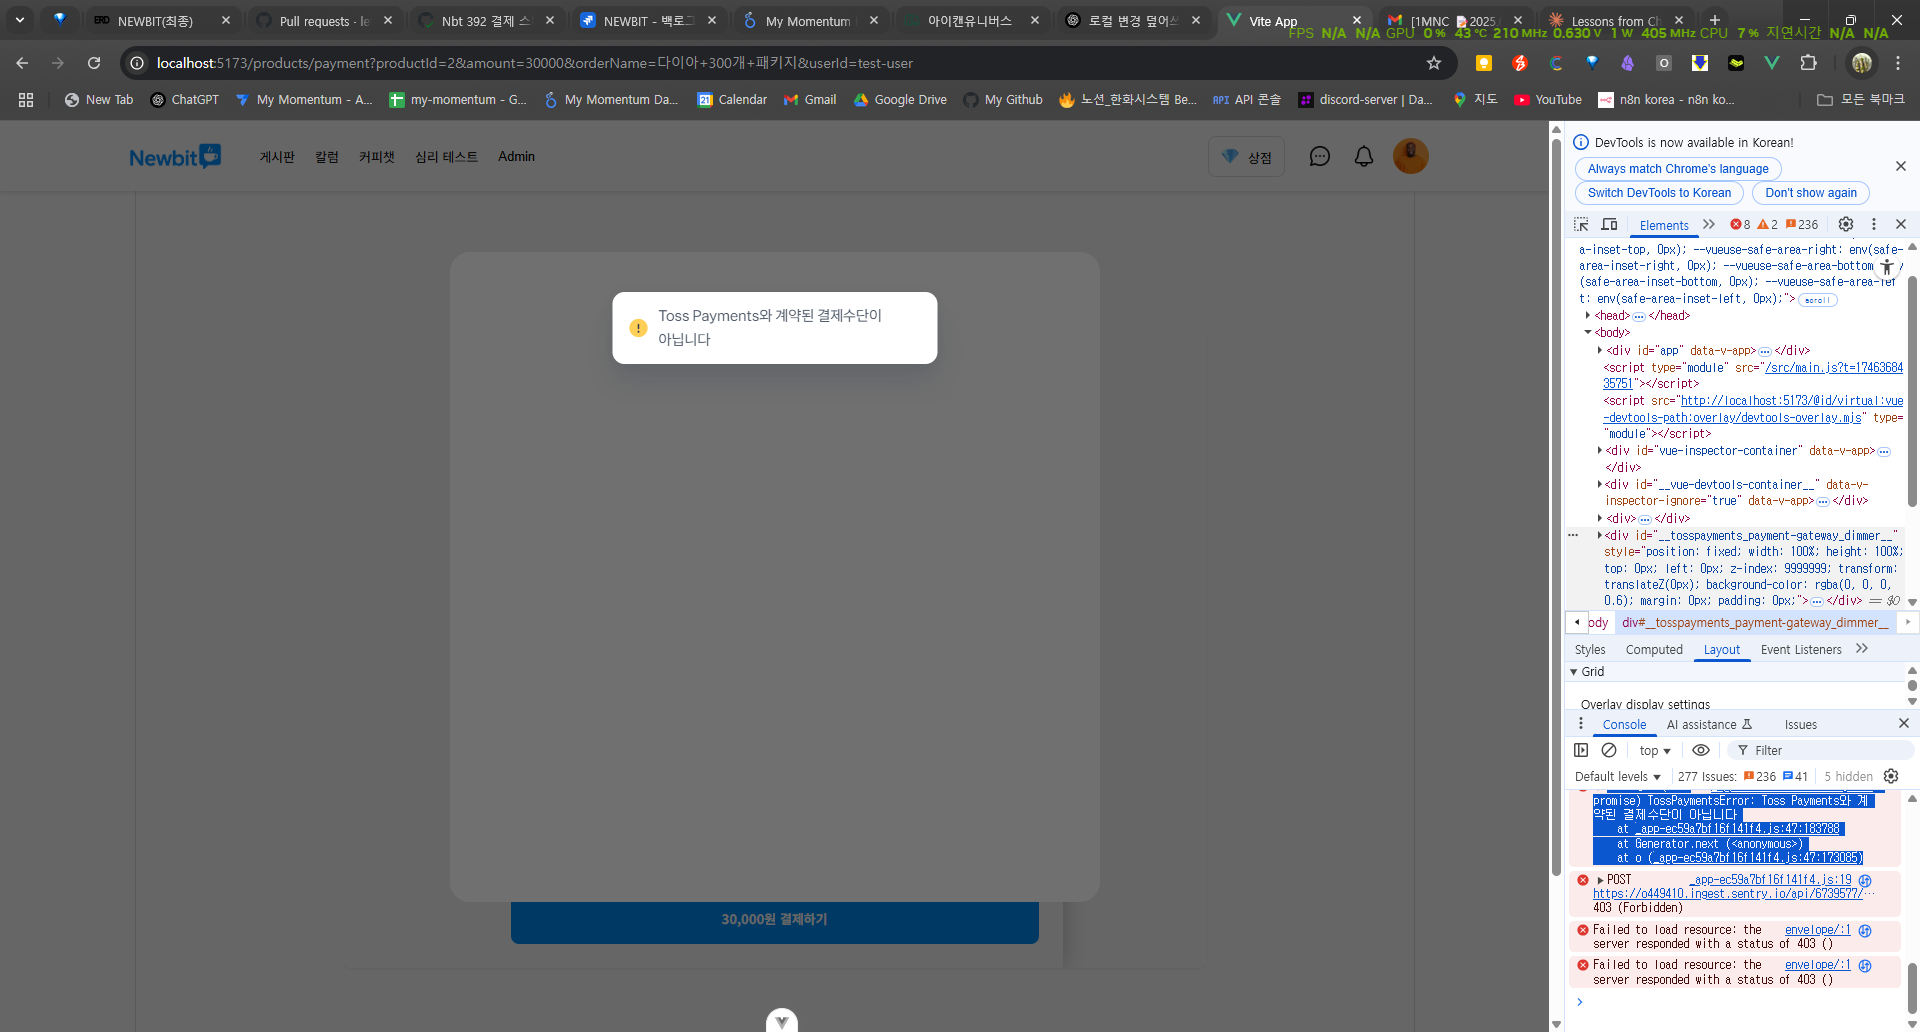 NEWBIT(최종)
Pull requests · le
Nbt 392 결제 스
NEWBIT - 백로그
My Momentum
아이캔유니버스
로컬 변경 덮어쓰
Vite App
[1MNC 📝2025.
Lessons from Ch
FPS N/A N/A GPU 0 % 43 °C 210 MHz 0.630 V 1 W 405 MHz CPU 7 % 지연시간 N/A N/A
localhost:5173/products/payment?productId=2&amount=30000&orderName=다이아+300개+패키지&userId=test-user
New Tab
ChatGPT
My Momentum - A...
my-momentum - G...
My Momentum Da...
Calendar
Gmail
Google Drive
My Github
노션_한화시스템 Be...
API API 콘솔
discord-server | Da...
지도
YouTube
n8n korea - n8n ko...
모든 북마크
Newbit
게시판
칼럼
커피챗
심리 테스트
Admin
상점
Toss Payments와 계약된 결제수단이
아닙니다
30,000원 결제하기
DevTools is now available in Korean!
Always match Chrome's language
Switch DevTools to Korean
Don't show again
Elements
8
2
236
a-inset-top, 0px); --vueuse-safe-area-right: env(safe-
area-inset-right, 0px); --vueuse-safe-area-bottom
(safe-area-inset-bottom, 0px); --vueuse-safe-area-lef
t: env(safe-area-inset-left, 0px);"> scroll
<head>⋯</head>
<body>
<div id="app" data-v-app>⋯</div>
<script type="module" src="/src/main.js?t=17463684
35751"></script>
<script src="http://localhost:5173/@id/virtual:vue
-devtools-path:overlay/devtools-overlay.mjs" type=
"module"></script>
<div id="vue-inspector-container" data-v-app>⋯
</div>
<div id="__vue-devtools-container__" data-v-
inspector-ignore="true" data-v-app>⋯</div>
<div>⋯</div>
<div id="__tosspayments_payment-gateway_dimmer__"
style="position: fixed; width: 100%; height: 100%;
top: 0px; left: 0px; z-index: 9999999; transform:
translateZ(0px); background-color: rgba(0, 0, 0,
0.6); margin: 0px; padding: 0px;">⋯</div> == $0
ody
div#__tosspayments_payment-gateway_dimmer__
Styles
Computed
Layout
Event Listeners
Grid
Overlay display settings
Console
AI assistance
Issues
top
Filter
Default levels
277 Issues: 236 41
5 hidden
promise) TossPaymentsError: Toss Payments와 계
약된 결제수단이 아닙니다
at _app-ec59a7bf16f141f4.js:47:183788
at Generator.next (<anonymous>)
at o (_app-ec59a7bf16f141f4.js:47:173085)
POST _app-ec59a7bf16f141f4.js:19
https://o449410.ingest.sentry.io/api/6739577/…
403 (Forbidden)
Failed to load resource: the envelope/:1
server responded with a status of 403 ()
Failed to load resource: the envelope/:1
server responded with a status of 403 ()